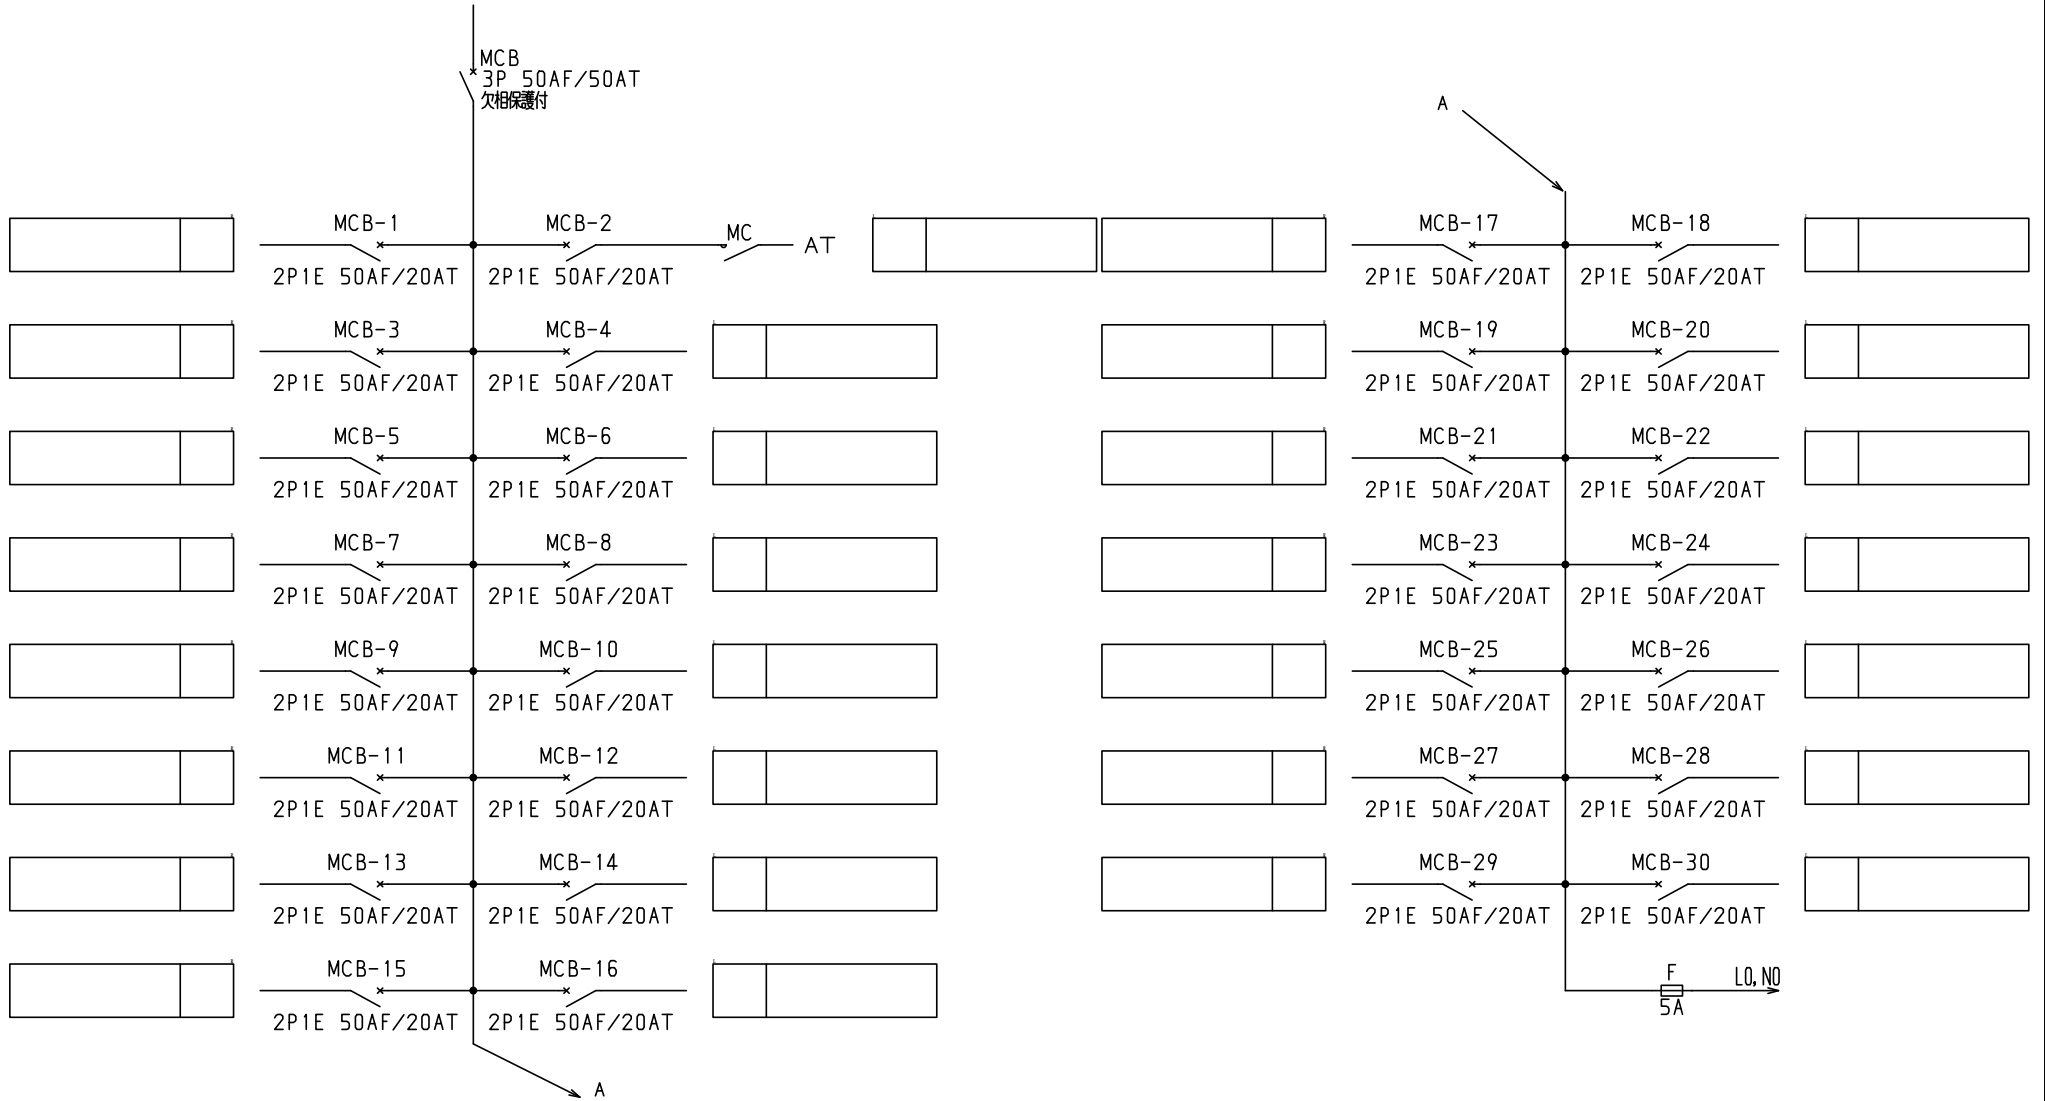 MCB
3P 50AF/50AT
欠相保護付
MCB-1 MCB-2 MC AT
2P1E 50AF/20AT 2P1E 50AF/20AT
MCB-3 MCB-4
2P1E 50AF/20AT 2P1E 50AF/20AT
MCB-5 MCB-6
2P1E 50AF/20AT 2P1E 50AF/20AT
MCB-7 MCB-8
2P1E 50AF/20AT 2P1E 50AF/20AT
MCB-9 MCB-10
2P1E 50AF/20AT 2P1E 50AF/20AT
MCB-11 MCB-12
2P1E 50AF/20AT 2P1E 50AF/20AT
MCB-13 MCB-14
2P1E 50AF/20AT 2P1E 50AF/20AT
MCB-15 MCB-16
2P1E 50AF/20AT 2P1E 50AF/20AT
A
A
MCB-17 MCB-18
2P1E 50AF/20AT 2P1E 50AF/20AT
MCB-19 MCB-20
2P1E 50AF/20AT 2P1E 50AF/20AT
MCB-21 MCB-22
2P1E 50AF/20AT 2P1E 50AF/20AT
MCB-23 MCB-24
2P1E 50AF/20AT 2P1E 50AF/20AT
MCB-25 MCB-26
2P1E 50AF/20AT 2P1E 50AF/20AT
MCB-27 MCB-28
2P1E 50AF/20AT 2P1E 50AF/20AT
MCB-29 MCB-30
2P1E 50AF/20AT 2P1E 50AF/20AT
F L0,N0
5A